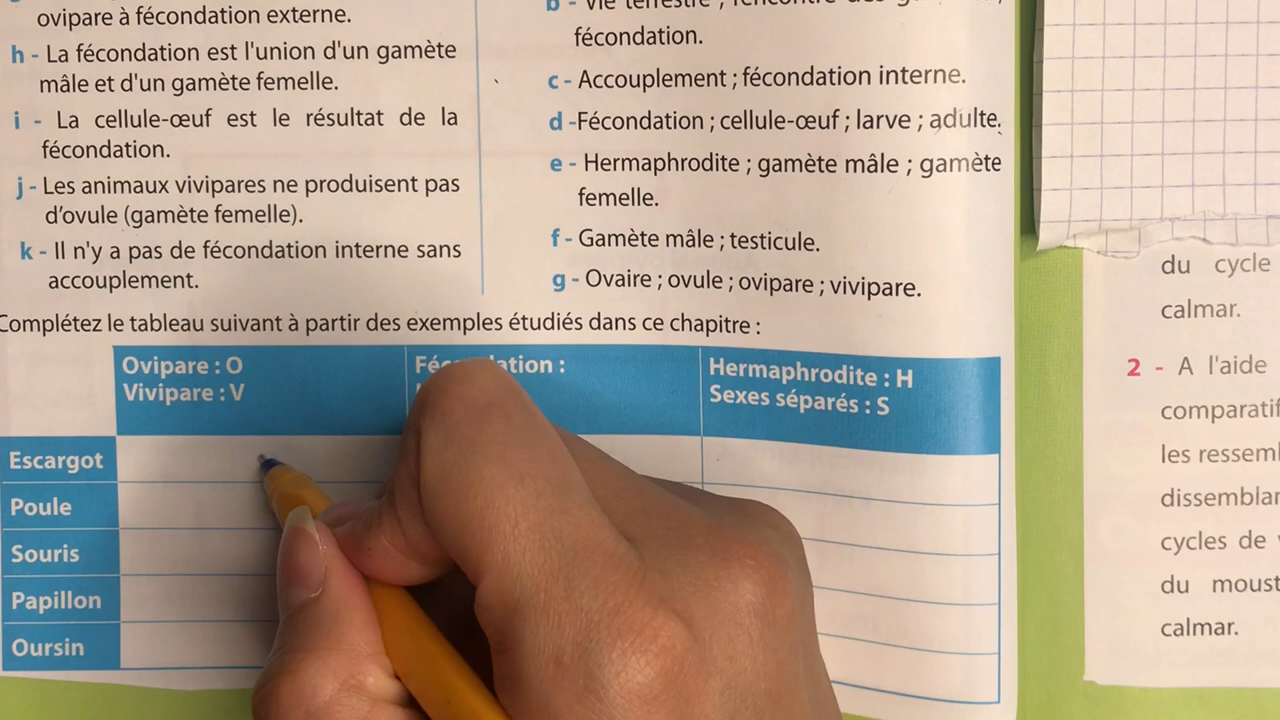 ovipare à fécondation externe.
h - La fécondation est l'union d'un gamète
mâle et d'un gamète femelle.
i - La cellule-œuf est le résultat de la
fécondation.
j - Les animaux vivipares ne produisent pas
d'ovule (gamète femelle).
k - Il n'y a pas de fécondation interne sans
accouplement.
fécondation.
c - Accouplement ; fécondation interne.
d -Fécondation ; cellule-œuf ; larve ; adulte.
e - Hermaphrodite ; gamète mâle ; gamète
femelle.
f - Gamète mâle ; testicule.
g - Ovaire ; ovule ; ovipare ; vivipare.
Complétez le tableau suivant à partir des exemples étudiés dans ce chapitre :
Ovipare : O
Vivipare : V
Hermaphrodite : H
Sexes séparés : S
Escargot
Poule
Souris
Papillon
Oursin
du cycle
calmar.
2 - A l'aide
les
cycles de
du
calmar.